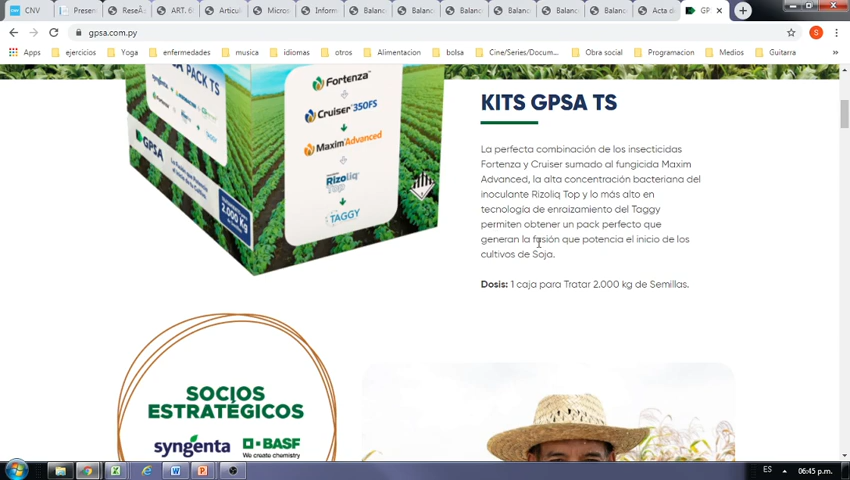 CNV
Presen
ReseÃ±
ART. 6
Articul
Micros
Inform
Balanc
Balanc
Balanc
Balanc
Balanc
Acta d
GPS
gpsa.com.py
Apps
ejercicios
Yoga
enfermedades
musica
idiomas
otros
Alimentacion
bolsa
Cine/Series/Docum...
Obra social
Programacion
Medios
Guitarra
PACK TS
syngenta
GPSA
2.000 Kg
Fortenza
Cruiser 350FS
Maxim Advanced
Rizoliq
Top
TAGGY
KITS GPSA TS
La perfecta combinación de los insecticidas
Fortenza y Cruiser sumado al fungicida Maxim
Advanced, la alta concentración bacteriana del
inoculante Rizoliq Top y lo más alto en
tecnología de enraizamiento del Taggy
permiten obtener un pack perfecto que
generan la fusión que potencia el inicio de los
cultivos de Soja.
Dosis: 1 caja para Tratar 2.000 kg de Semillas.
SOCIOS
ESTRATÉGICOS
syngenta
BASF
We create chemistry
ES
06:45 p.m.